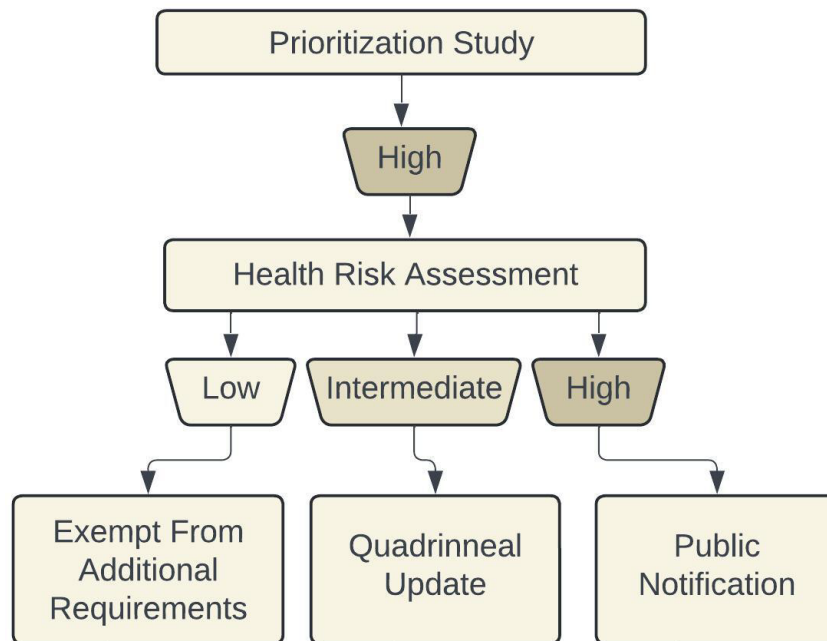 Prioritization Study
High
Health Risk Assessment
Low
Intermediate
High
Exempt From
Additional
Requirements
Quadrinneal
Update
Public
Notification